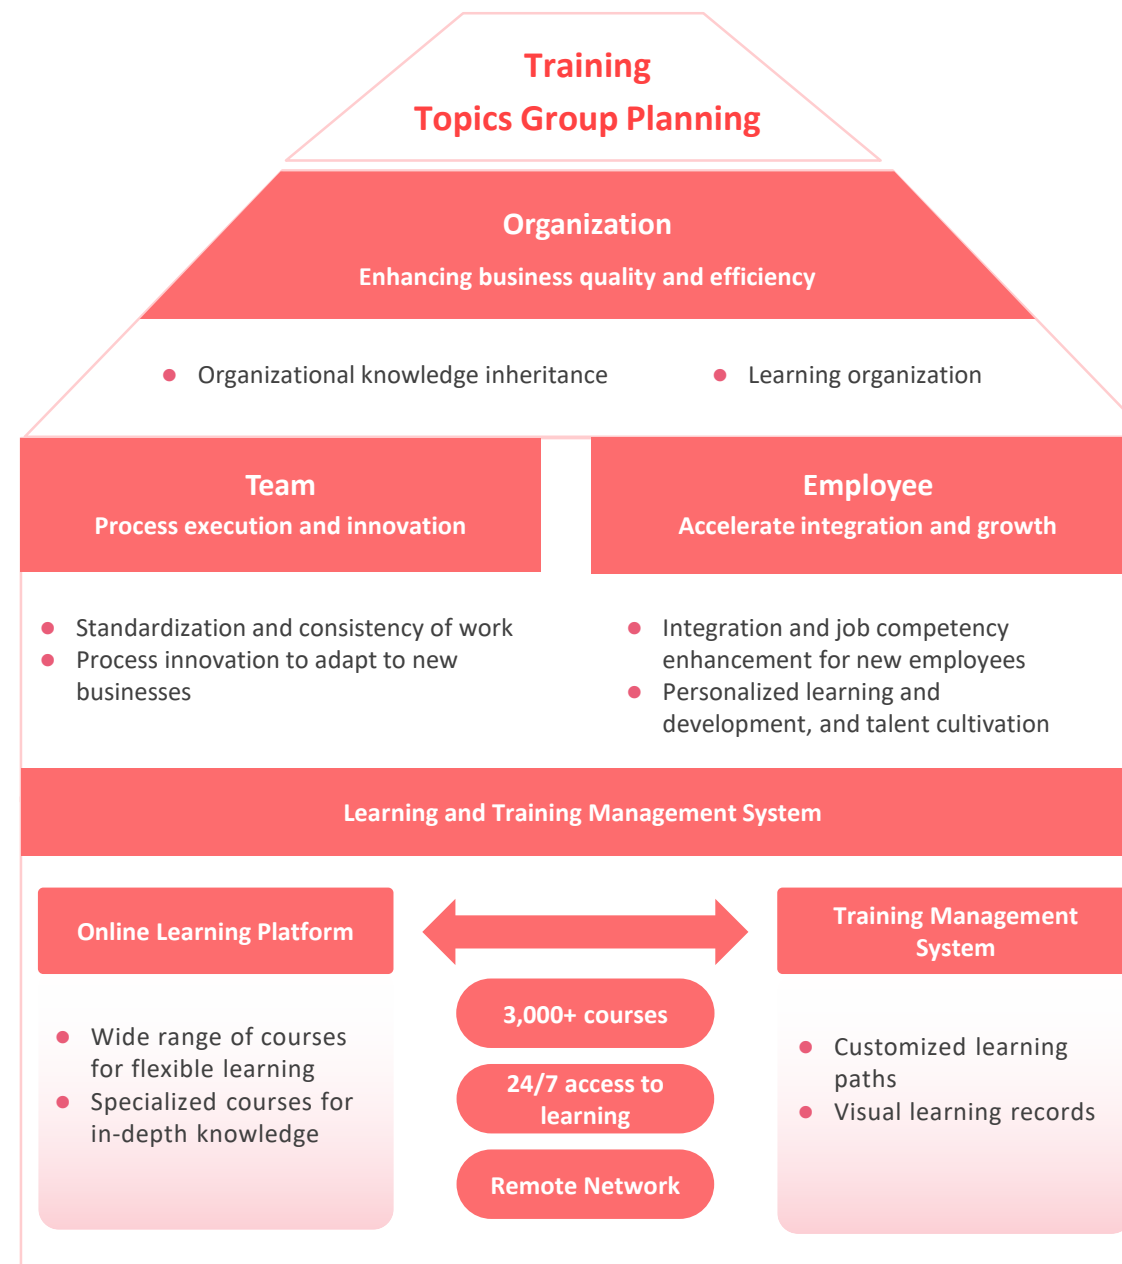 Training
Topics Group Planning
Organization
Enhancing business quality and efficiency
Organizational knowledge inheritance
Learning organization
Team
Process execution and innovation
Employee
Accelerate integration and growth
Standardization and consistency of work
Process innovation to adapt to new
businesses
Integration and job competency
enhancement for new employees
Personalized learning and
development, and talent cultivation
Learning and Training Management System
Online Learning Platform
Wide range of courses
for flexible learning
Specialized courses for
in-depth knowledge
3,000+ courses
24/7 access to
learning
Remote Network
Training Management
System
Customized learning
paths
Visual learning records